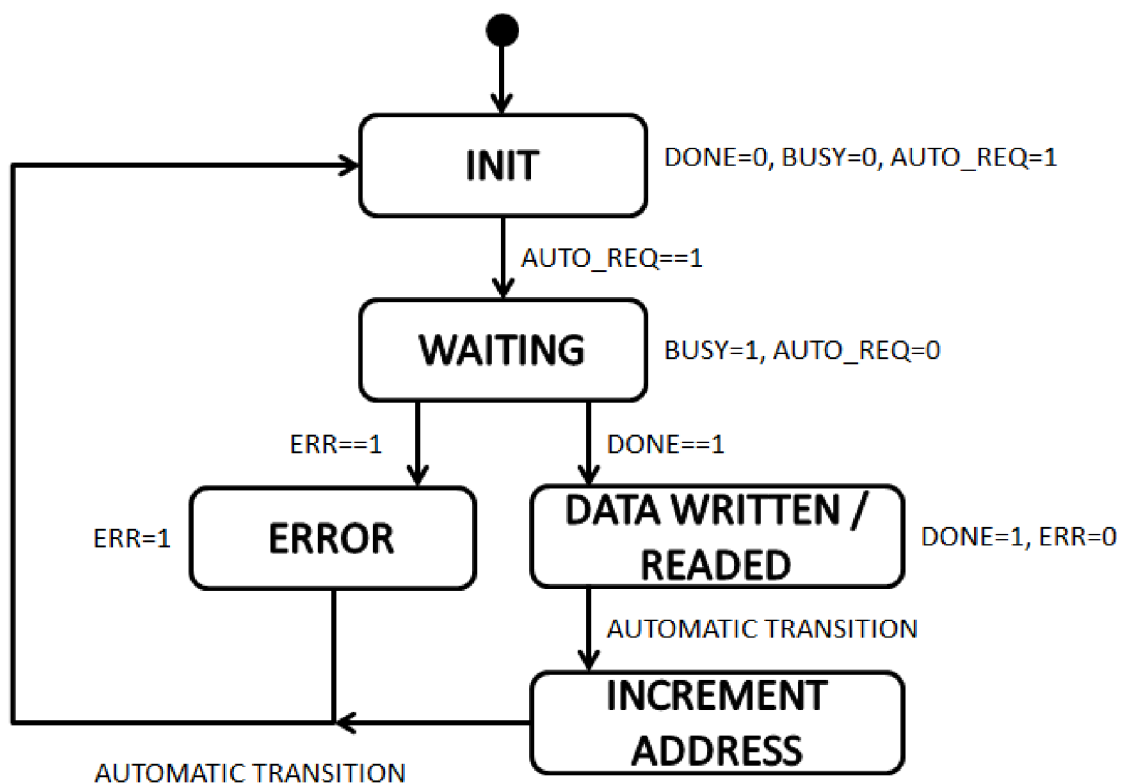 INIT
DONE=0, BUSY=0, AUTO_REQ=1
AUTO_REQ==1
WAITING
BUSY=1, AUTO_REQ=0
ERR==1
DONE==1
ERR=1
ERROR
DATA WRITTEN /
READED
DONE=1, ERR=0
AUTOMATIC TRANSITION
INCREMENT
ADDRESS
AUTOMATIC TRANSITION